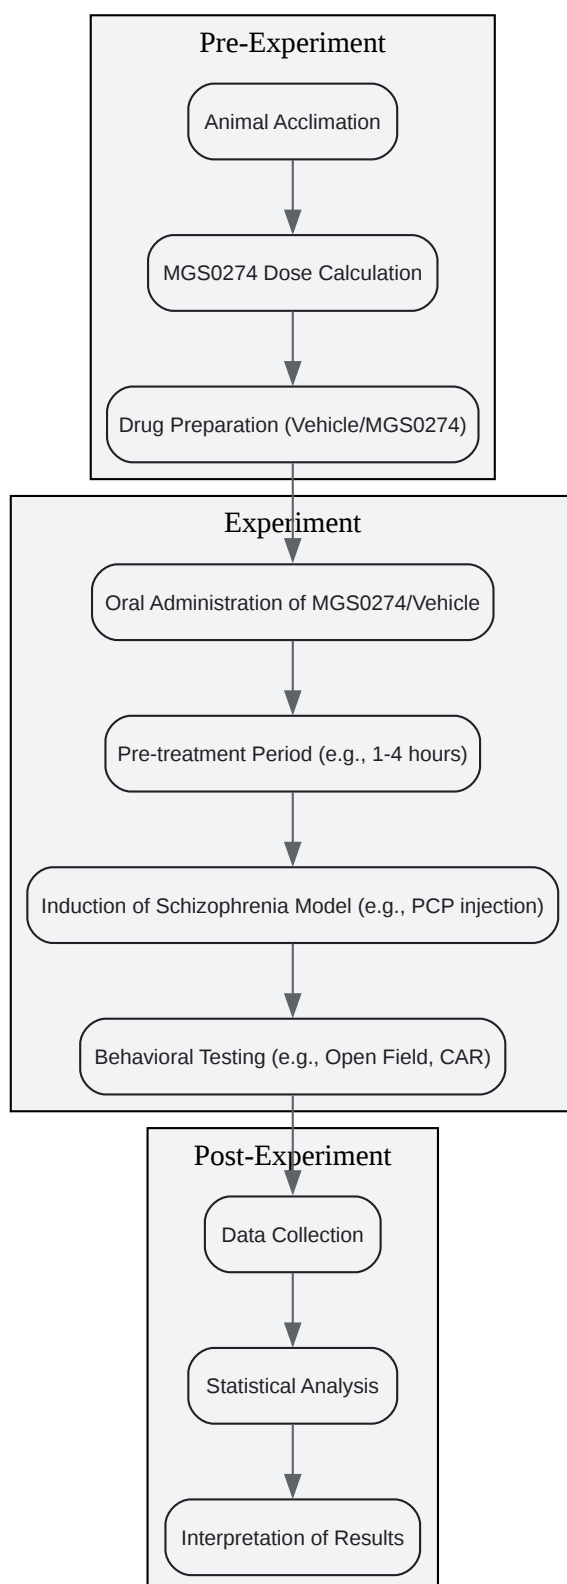 Pre-Experiment
Animal Acclimation
MGS0274 Dose Calculation
Drug Preparation (Vehicle/MGS0274)
Experiment
Oral Administration of MGS0274/Vehicle
Pre-treatment Period (e.g., 1-4 hours)
Induction of Schizophrenia Model (e.g., PCP injection)
Behavioral Testing (e.g., Open Field, CAR)
Post-Experiment
Data Collection
Statistical Analysis
Interpretation of Results